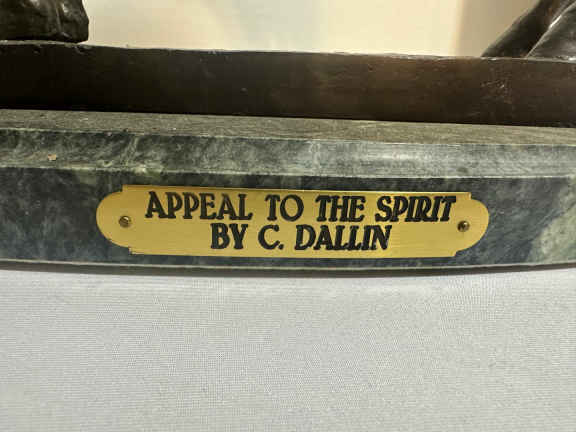 APPEAL TO THE SPIRIT
BY C. DALLIN